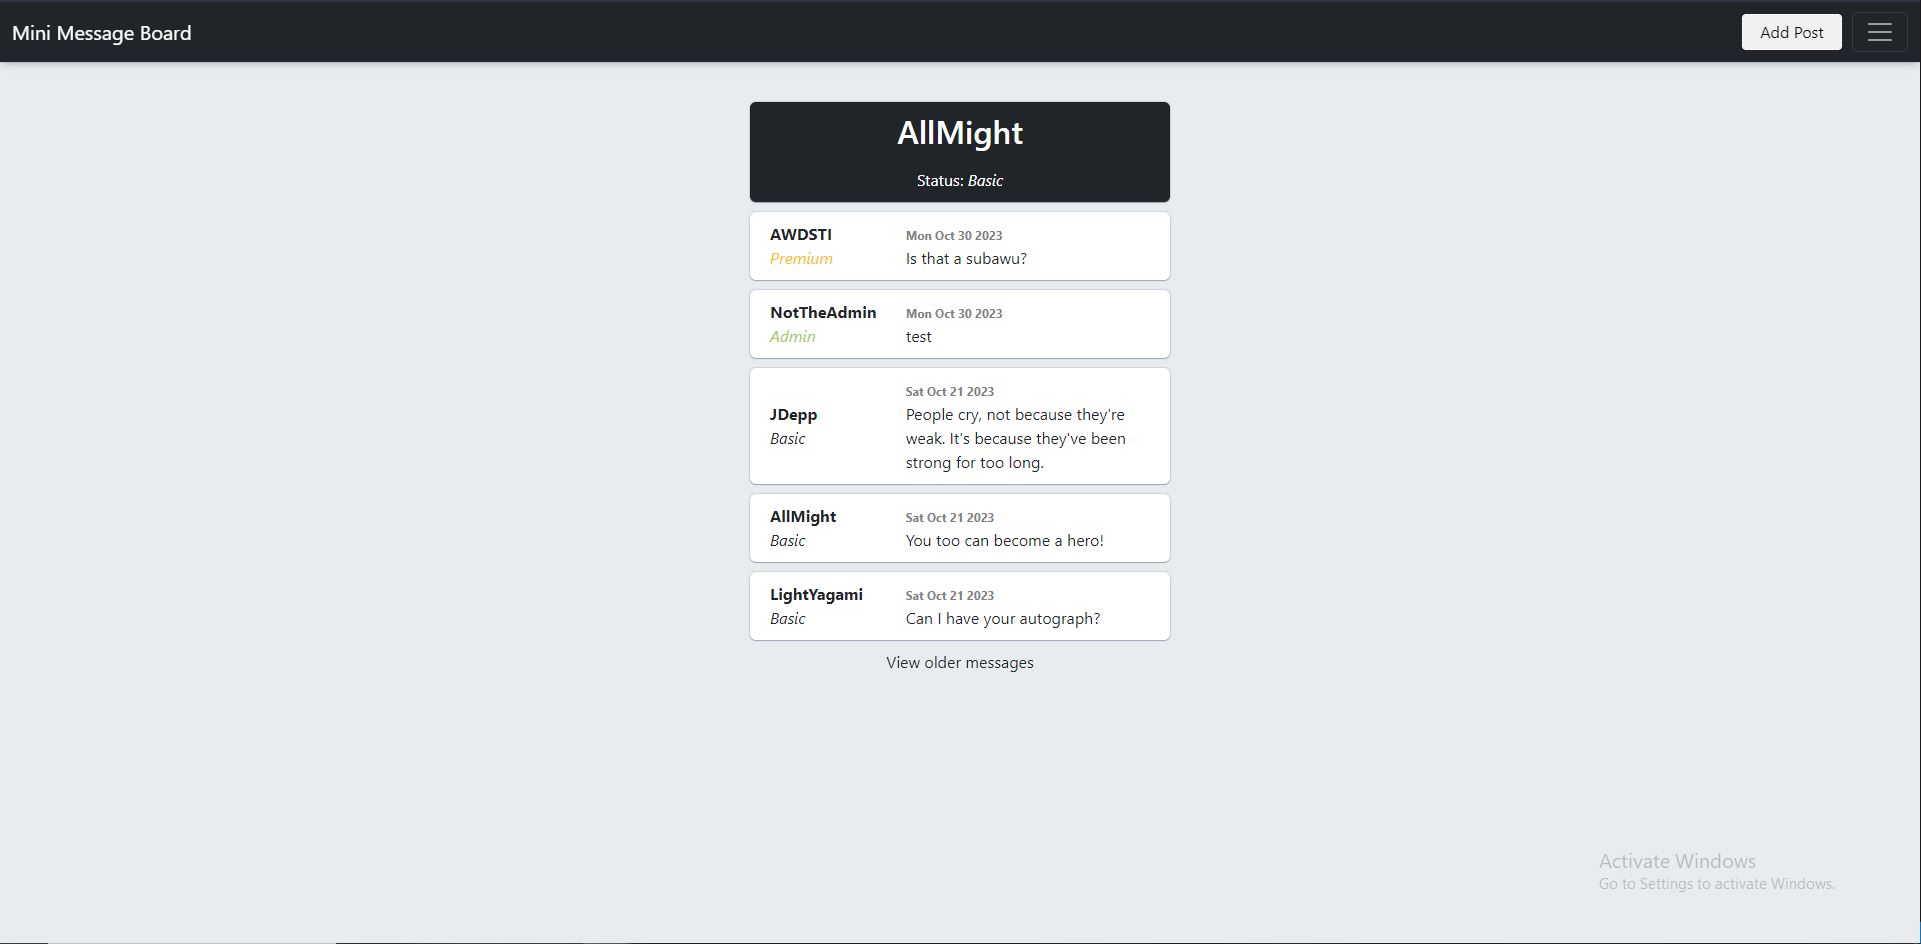 Mini Message Board
Add Post
AllMight
Status: Basic
AWDSTI
Premium
Mon Oct 30 2023
Is that a subawu?
NotTheAdmin
Admin
Mon Oct 30 2023
test
JDepp
Basic
Sat Oct 21 2023
People cry, not because they're
weak. It's because they've been
strong for too long.
AllMight
Basic
Sat Oct 21 2023
You too can become a hero!
LightYagami
Basic
Sat Oct 21 2023
Can I have your autograph?
View older messages
Activate Windows
Go to Settings to activate Windows.